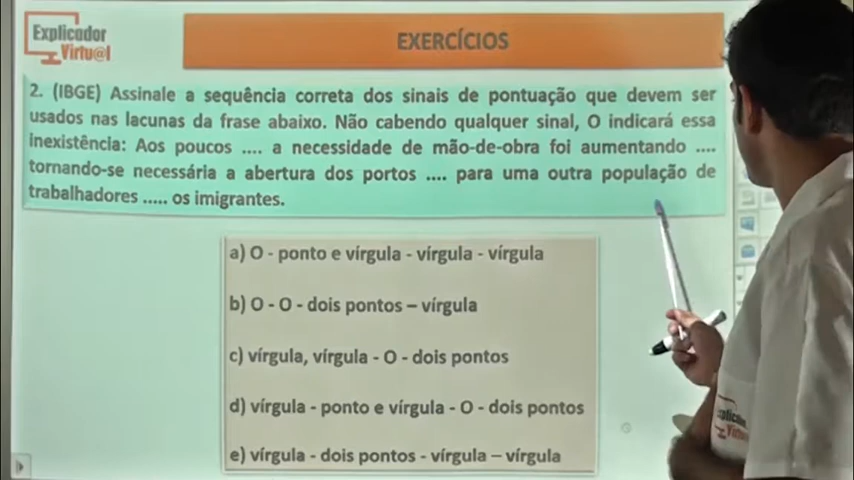 Explicador
Virtu@l
EXERCÍCIOS
2. (IBGE) Assinale a sequência correta dos sinais de pontuação que devem ser
usados nas lacunas da frase abaixo. Não cabendo qualquer sinal, O indicará essa
inexistência: Aos poucos .... a necessidade de mão-de-obra foi aumentando ....
tornando-se necessária a abertura dos portos .... para uma outra população de
trabalhadores ..... os imigrantes.
a) O - ponto e vírgula - vírgula - vírgula
b) O - O - dois pontos – vírgula
c) vírgula, vírgula - O - dois pontos
d) vírgula - ponto e vírgula - O - dois pontos
e) vírgula - dois pontos - vírgula – vírgula